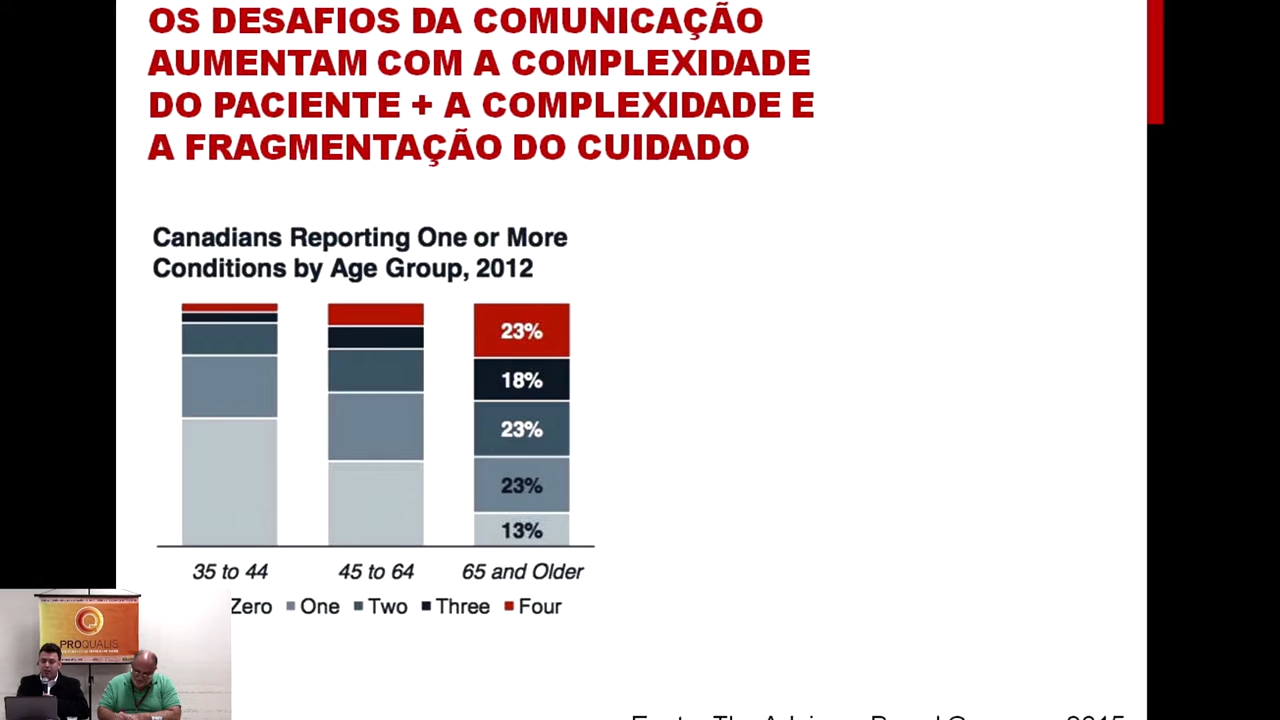 OS DESAFIOS DA COMUNICAÇÃO
AUMENTAM COM A COMPLEXIDADE
DO PACIENTE + A COMPLEXIDADE E
A FRAGMENTAÇÃO DO CUIDADO
Canadians Reporting One or More
Conditions by Age Group, 2012
23%
18%
23%
23%
13%
35 to 44 45 to 64 65 and Older
Zero One Two Three Four
PROQUALIS